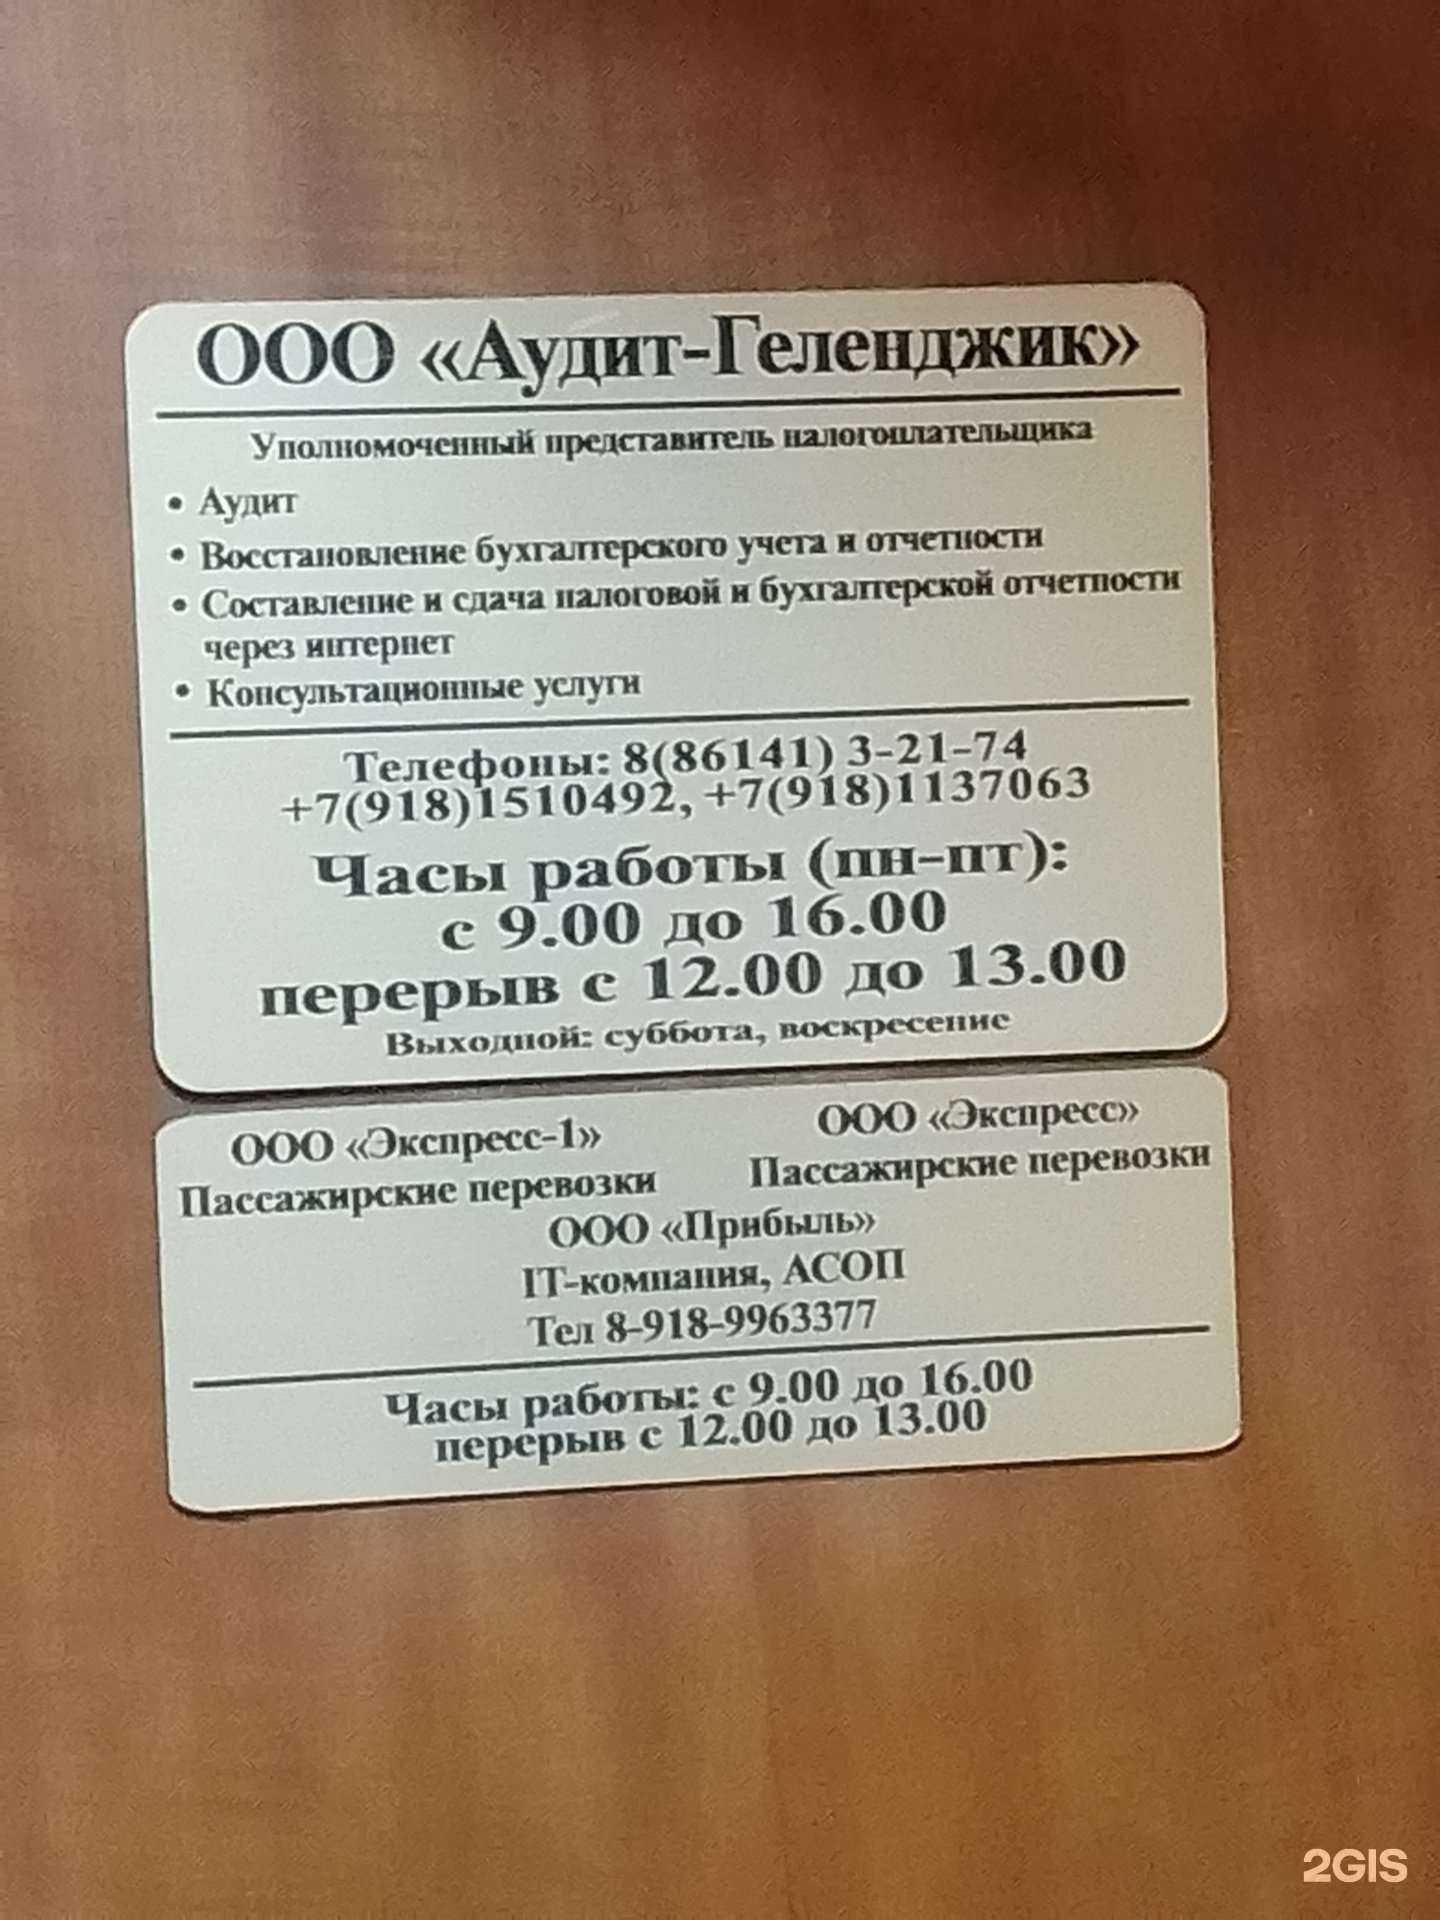 ООО «Аудит-Геленджик»
Уполномоченный представитель налогоплательщика
• Аудит
• Восстановление бухгалтерского учета и отчетности
• Составление и сдача налоговой и бухгалтерской отчетности
через интернет
• Консультационные услуги
Телефоны: 8(86141) 3-21-74
+7(918)1510492, +7(918)1137063
Часы работы (пн-пт):
с 9.00 до 16.00
перерыв с 12.00 до 13.00
Выходной: суббота, воскресение
ООО «Экспресс-1» ООО «Экспресс»
Пассажирские перевозки Пассажирские перевозки
ООО «Прибыль»
IT-компания, АСОП
Тел 8-918-9963377
Часы работы: с 9.00 до 16.00
перерыв с 12.00 до 13.00
2GIS